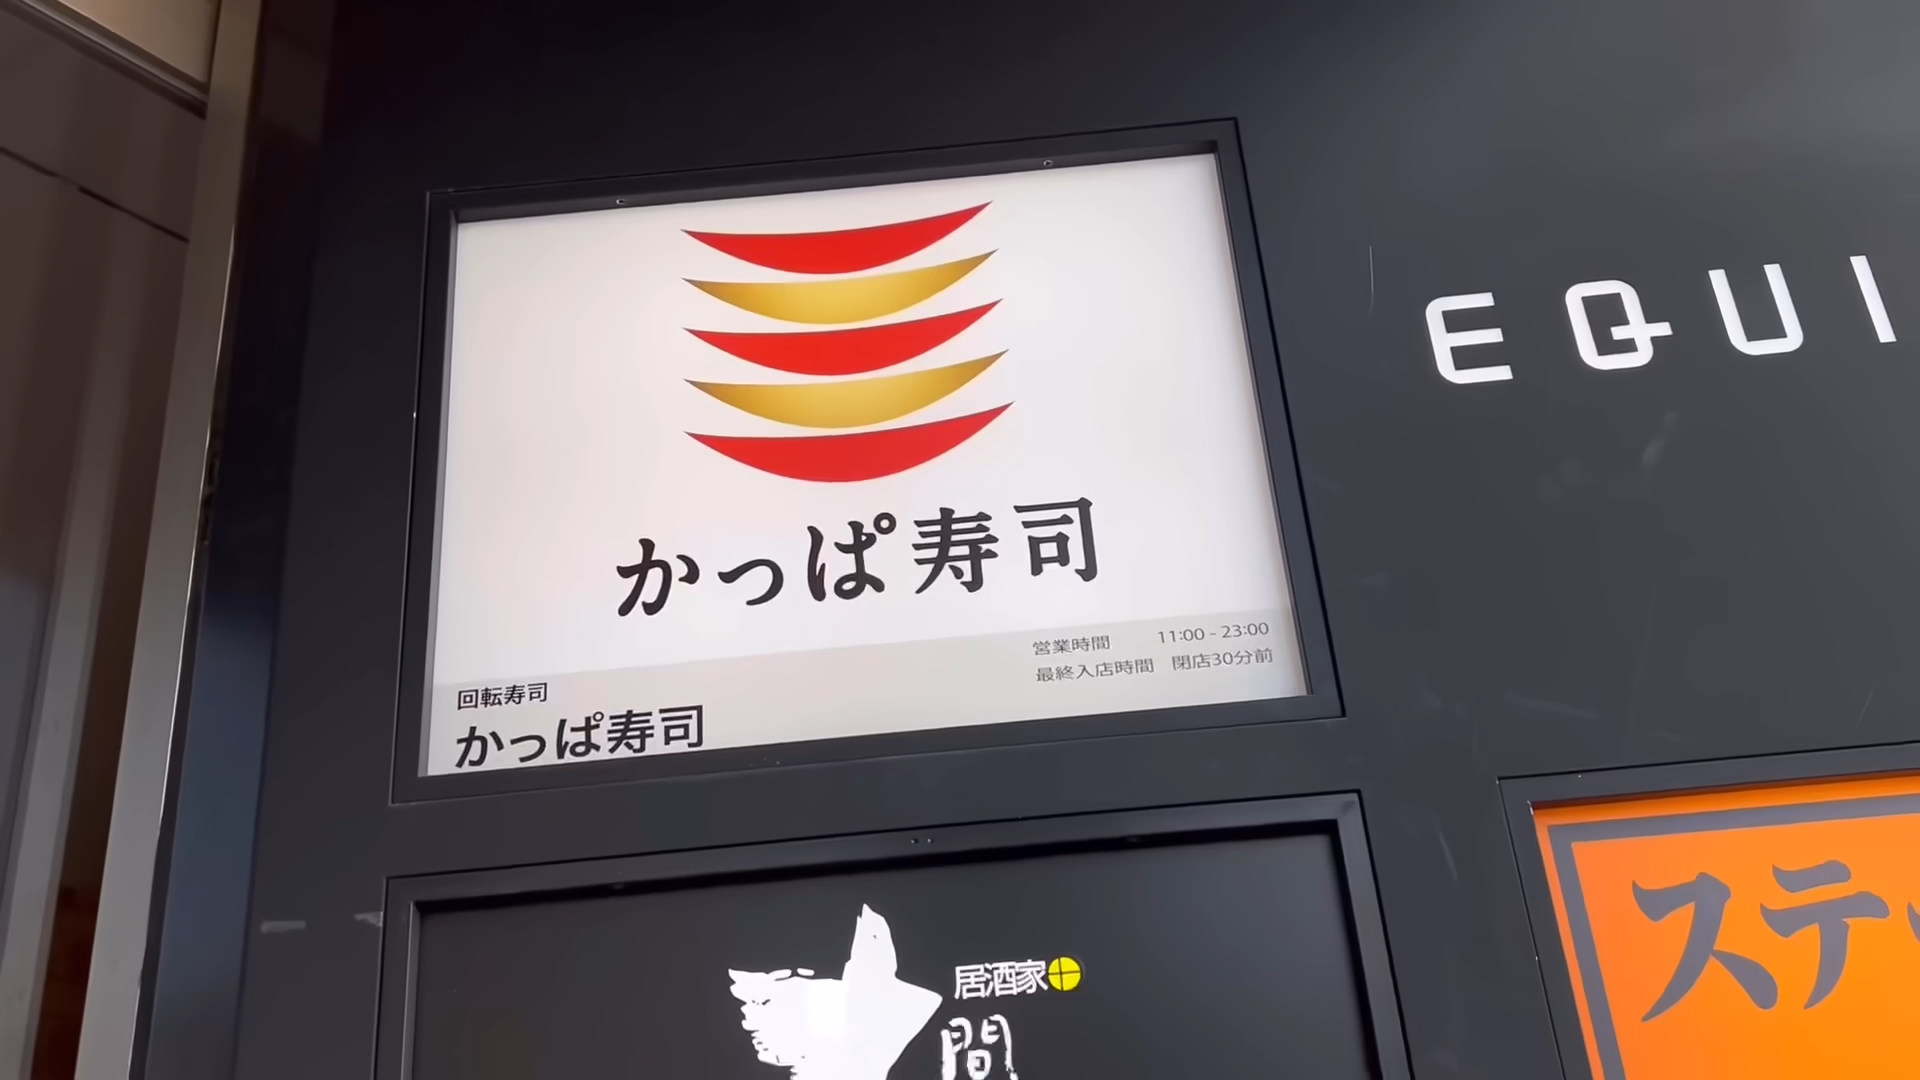 かっぱ寿司
営業時間 11:00 - 23:00
最終入店時間 閉店30分前
回転寿司
かっぱ寿司
EQUI
居酒家
間
ステ